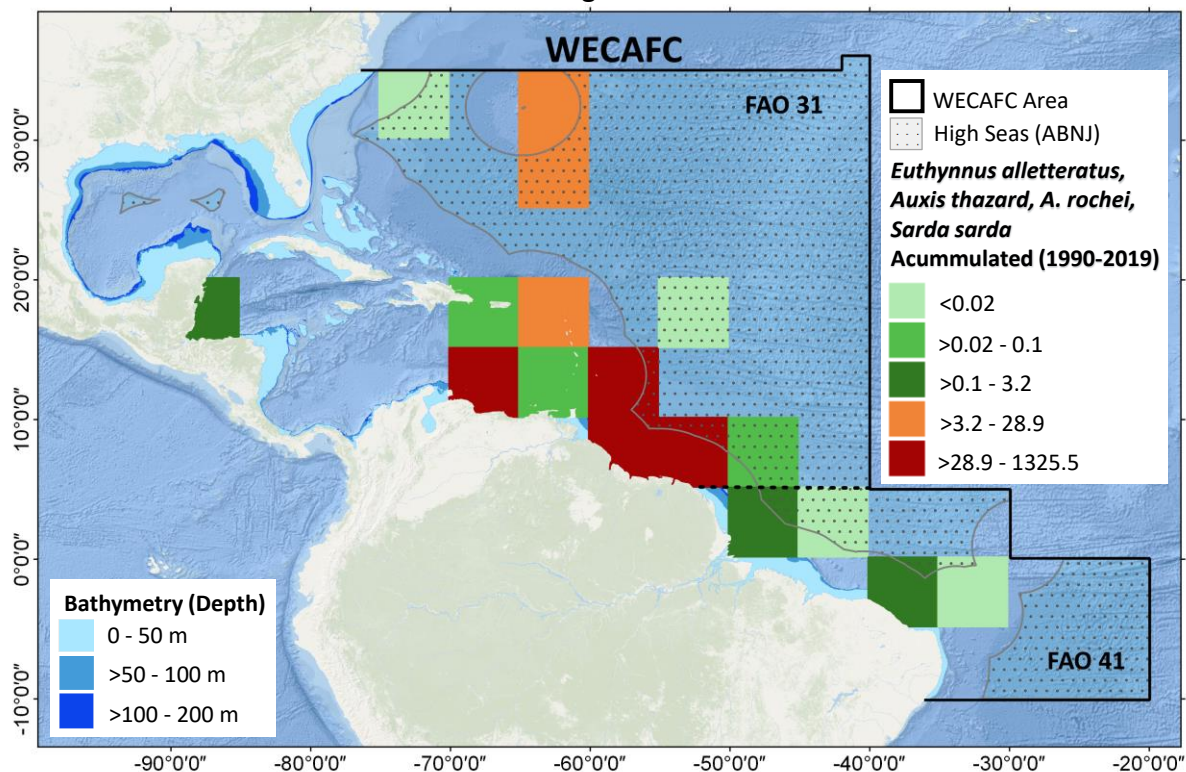 WECAFC
FAO 31
WECAFC Area
High Seas (ABNJ)
Euthynnus alletteratus,
Auxis thazard, A. rochei,
Sarda sarda
Acummulated (1990-2019)
<0.02
>0.02 - 0.1
>0.1 - 3.2
>3.2 - 28.9
>28.9 - 1325.5
30°0'0"
20°0'0"
10°0'0"
0°0'0"
-10°0'0"
Bathymetry (Depth)
0 - 50 m
>50 - 100 m
>100 - 200 m
FAO 41
-90°0'0" -80°0'0" -70°0'0" -60°0'0" -50°0'0" -40°0'0" -30°0'0" -20°0'0"